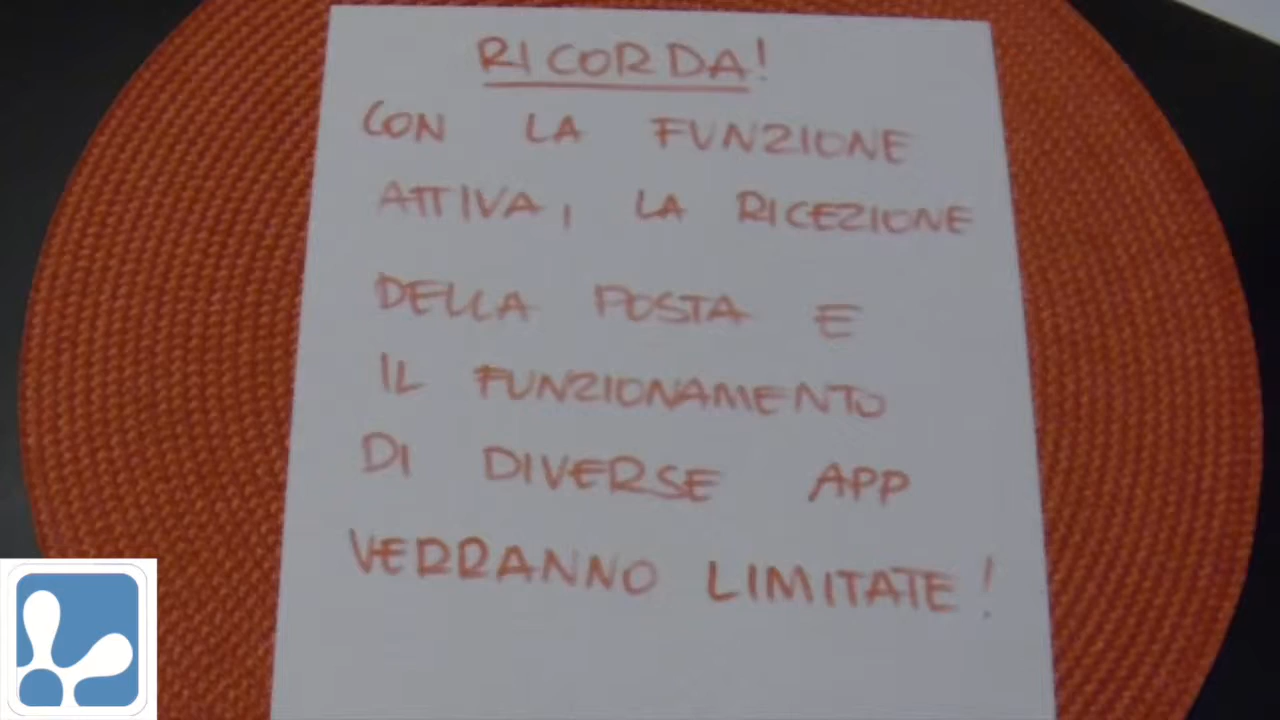 RICORDA!
CON LA FUNZIONE
ATTIVA, LA RICEZIONE
DELLA POSTA E
IL FUNZIONAMENTO
DI DIVERSE APP
VERRANNO LIMITATE!